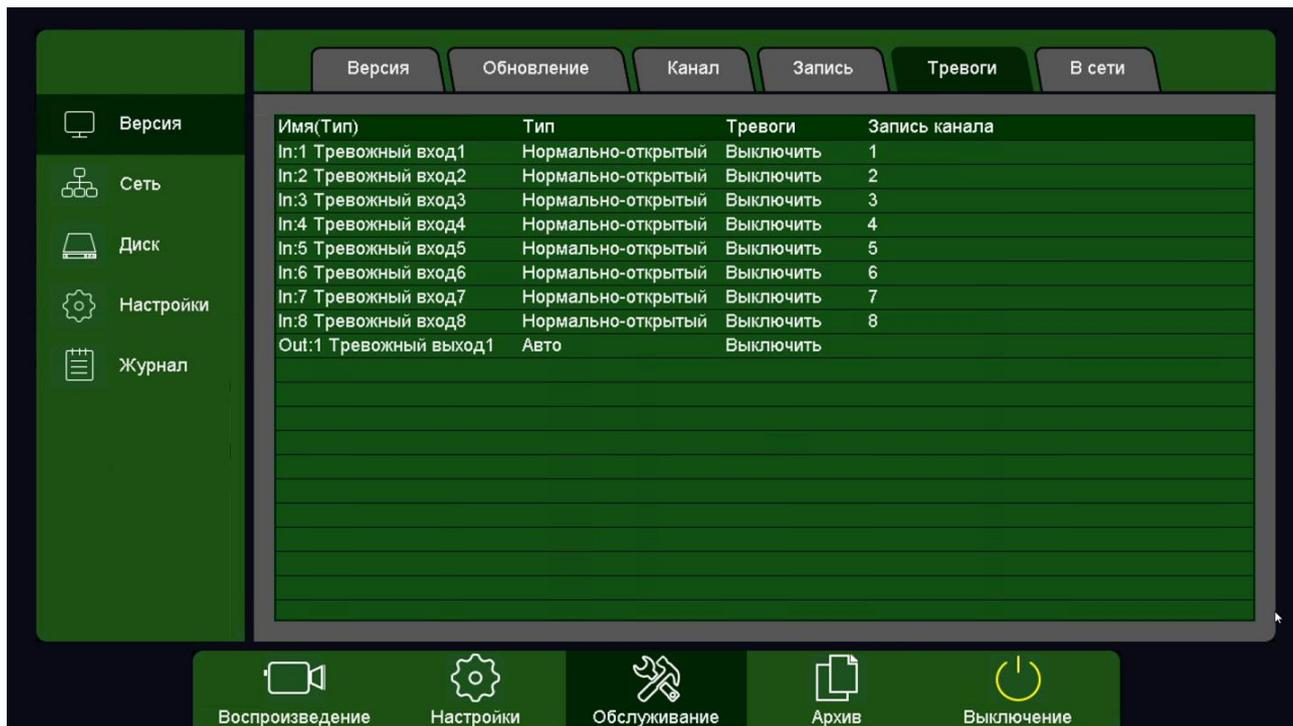 Версия Обновление Канал Запись Тревоги В сети
Версия
Сеть
Диск
Настройки
Журнал
Имя(Тип) Тип Тревоги Запись канала
In:1 Тревожный вход1 Нормально-открытый Выключить 1
In:2 Тревожный вход2 Нормально-открытый Выключить 2
In:3 Тревожный вход3 Нормально-открытый Выключить 3
In:4 Тревожный вход4 Нормально-открытый Выключить 4
In:5 Тревожный вход5 Нормально-открытый Выключить 5
In:6 Тревожный вход6 Нормально-открытый Выключить 6
In:7 Тревожный вход7 Нормально-открытый Выключить 7
In:8 Тревожный вход8 Нормально-открытый Выключить 8
Out:1 Тревожный выход1 Авто Выключить
Воспроизведение Настройки Обслуживание Архив Выключение